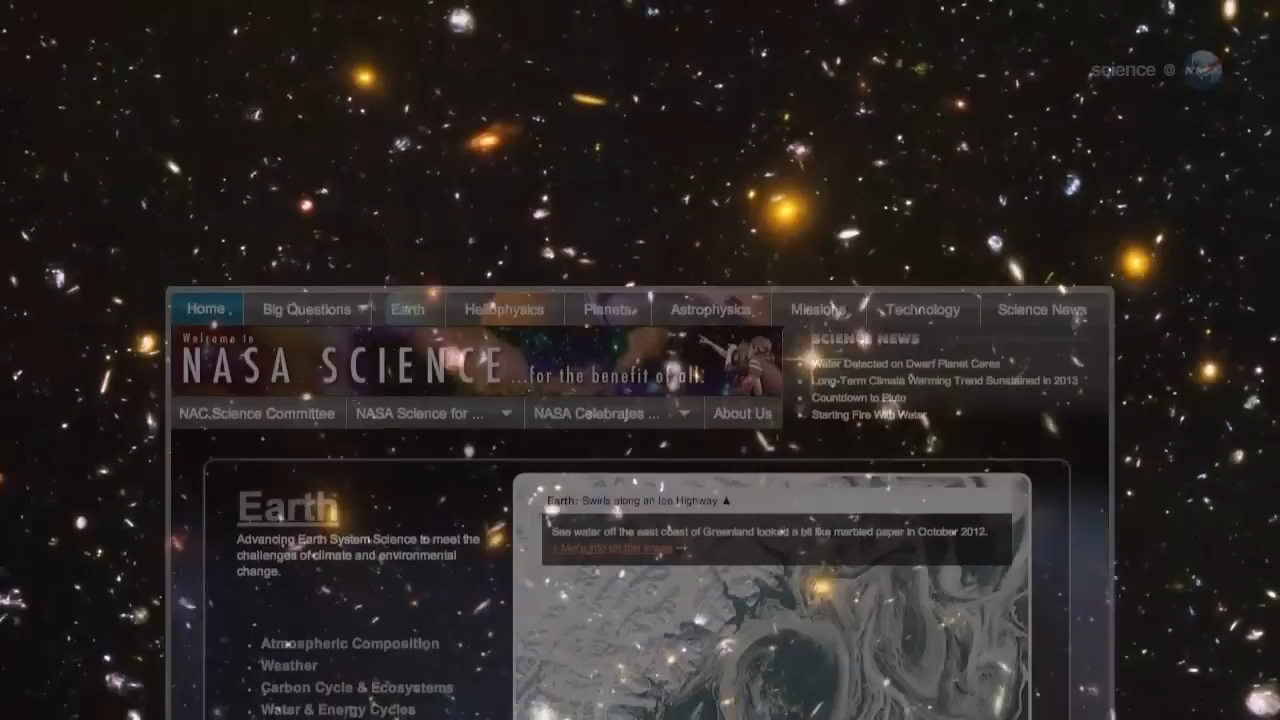 science @ NASA
Home Big Questions Earth Heliophysics Planets Astrophysics Missions Technology Science News
Welcome to
NASA SCIENCE ...for the benefit of all.
SCIENCE NEWS
Water Detected on Dwarf Planet Ceres
Long-Term Climate Warming Trend Sustained in 2013
Countdown to Pluto
Starting Fire With Water
NAC Science Committee NASA Science for ... NASA Celebrates ... About Us
Earth
Advancing Earth System Science to meet the
challenges of climate and environmental
change.
Atmospheric Composition
Weather
Carbon Cycle & Ecosystems
Water & Energy Cycles
Earth: Swirls along an Ice Highway
Sea water off the east coast of Greenland looked a bit like marbled paper in October 2012.
> More info on this image